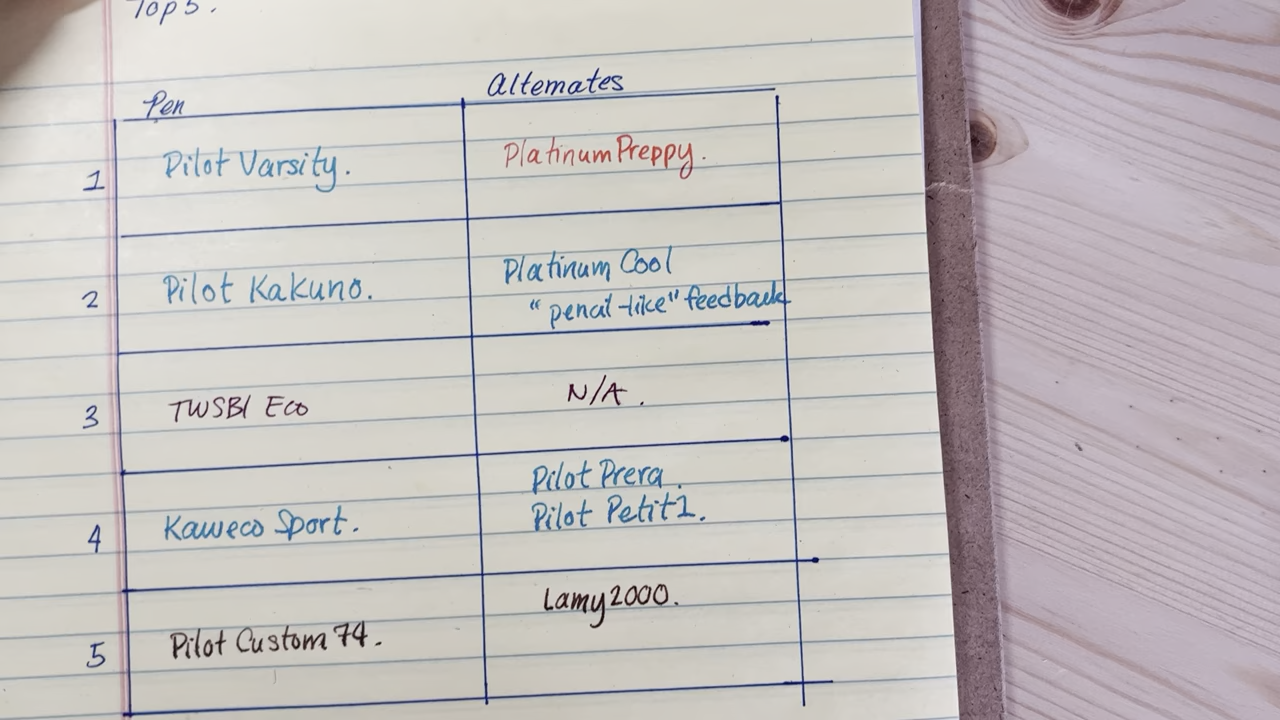 Top 5.
Pen Alternates
1 Pilot Varsity. Platinum Preppy.
2 Pilot Kakuno. Platinum Cool
"pencil-like" feedback
3 TWSBI Eco N/A.
4 Kaweco Sport. Pilot Prera.
Pilot Petit1.
5 Pilot Custom 74. Lamy 2000.